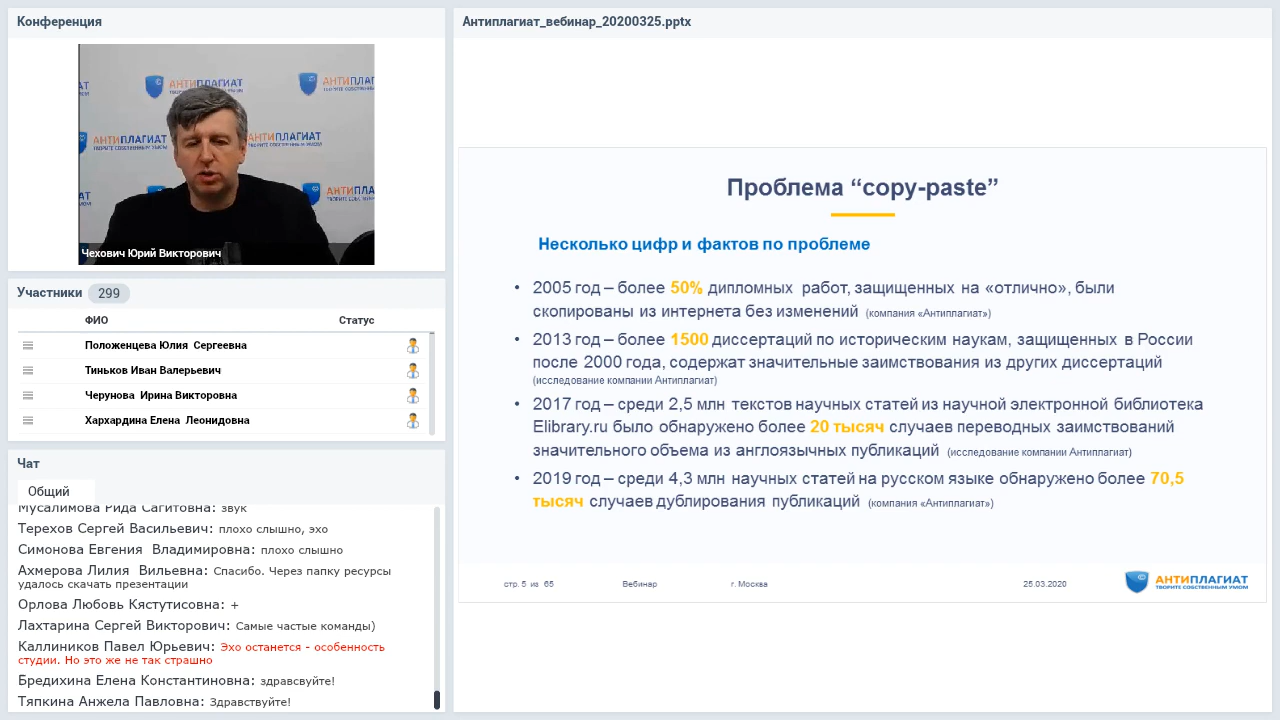 Конференция
АНТИПЛАГИАТ
АНТИПЛАГИАТ
ТВОРИТЕ СОБСТВЕННЫМ УМОМ
Чехович Юрий Викторович
Участники 299
ФИО Статус
Положенцева Юлия Сергеевна
Тиньков Иван Валерьевич
Черунова Ирина Викторовна
Хархардина Елена Леонидовна
Чат
Общий
Мусалимова Рида Сагитовна: звук
Терехов Сергей Васильевич: плохо слышно, эхо
Симонова Евгения Владимировна: плохо слышно
Ахмерова Лилия Вильевна: Спасибо. Через папку ресурсы
удалось скачать презентации
Орлова Любовь Кястутисовна: +
Лахтарина Сергей Викторович: Самые частые команды)
Каллиников Павел Юрьевич: Эхо останется - особенность
студии. Но это же не так страшно
Бредихина Елена Константиновна: здравсвуйте!
Тяпкина Анжела Павловна: Здравствуйте!
Антиплагиат_вебинар_20200325.pptx
Проблема “copy-paste”
Несколько цифр и фактов по проблеме
• 2005 год – более 50% дипломных работ, защищенных на «отлично», были
скопированы из интернета без изменений (компания «Антиплагиат»)
• 2013 год – более 1500 диссертаций по историческим наукам, защищенных в России
после 2000 года, содержат значительные заимствования из других диссертаций
(исследование компании Антиплагиат)
• 2017 год – среди 2,5 млн текстов научных статей из научной электронной библиотека
Elibrary.ru было обнаружено более 20 тысяч случаев переводных заимствований
значительного объема из англоязычных публикаций (исследование компании Антиплагиат)
• 2019 год – среди 4,3 млн научных статей на русском языке обнаружено более 70,5
тысяч случаев дублирования публикаций (компания «Антиплагиат»)
стр. 5 из 65 Вебинар г. Москва 25.03.2020
АНТИПЛАГИАТ
ТВОРИТЕ СОБСТВЕННЫМ УМОМ